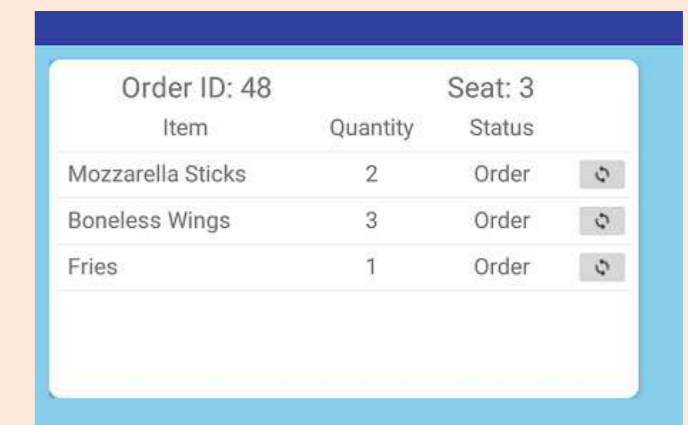 Order ID: 48 Seat: 3
Item Quantity Status
Mozzarella Sticks 2 Order
Boneless Wings 3 Order
Fries 1 Order